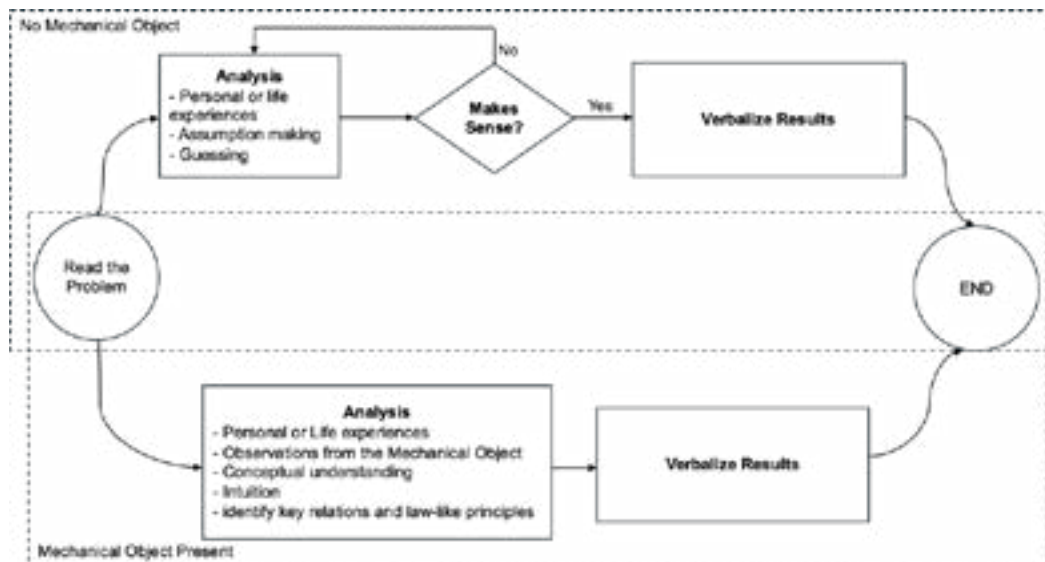 No Mechanical Object
No
Analysis
- Personal or life
experiences
- Assumption making
- Guessing
Makes
Sense?
Yes
Verbalize Results
Read the
Problem
END
Analysis
- Personal or Life experiences
- Observations from the Mechanical Object
- Conceptual understanding
- Intuition
- identify key relations and law-like principles
Verbalize Results
Mechanical Object Present